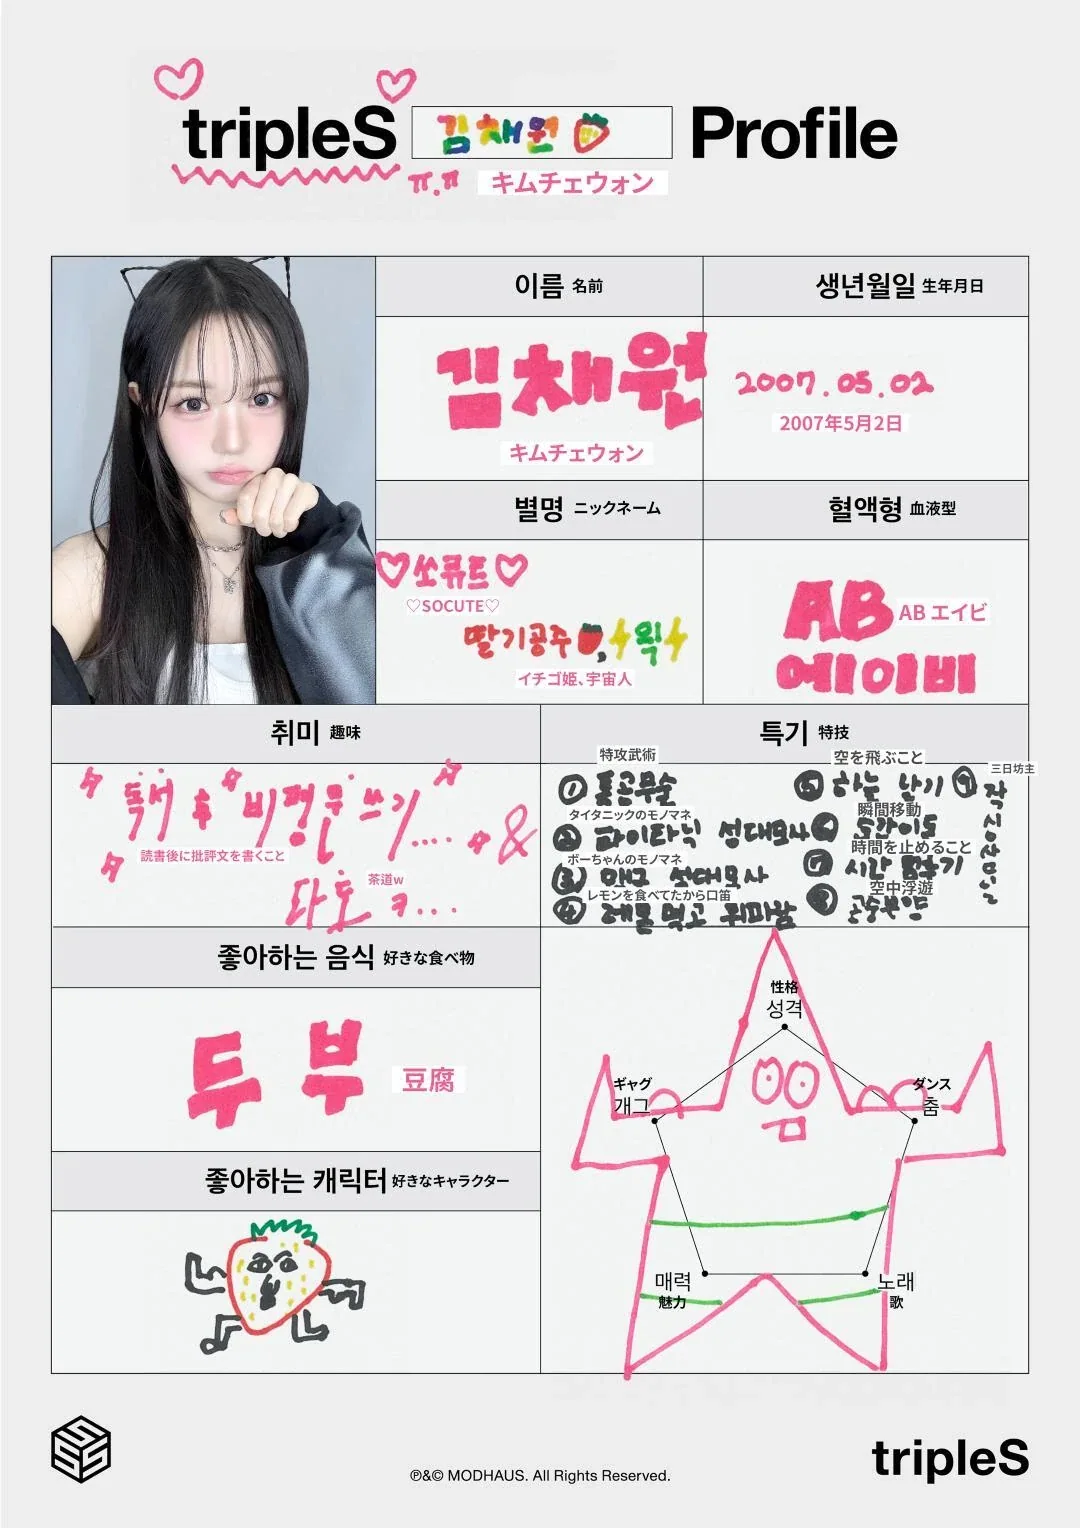 tripleS 김채원 Profile
ㅠ.ㅠ キムチェウォン
이름 名前
생년월일 生年月日
김채원
キムチェウォン
2007.05.02
2007年5月2日
별명 ニックネーム
혈액형 血液型
♡쏘큐트♡
♡SOCUTE♡
딸기공주, 윅
イチゴ姫、宇宙人
AB
AB エイビ
에이비
취미 趣味
특기 特技
독서 후 비평문 쓰기... &
読書後に批評文を書くこと
茶道w
다도 ㅋ...
特攻武術
① 특공무술
タイタニックのモノマネ
② 타이타닉 성대모사
ボーちゃんのモノマネ
③ 맹구 성대모사
レモンを食べてたから口笛
④ 레몬 먹고 휘파람
空を飛ぶこと
⑤ 하늘 날기
瞬間移動
⑥ 순간이동
時間を止めること
⑦ 시간 멈추기
空中浮遊
⑧ 공중부양
三日坊主
⑨ 작심삼일
좋아하는 음식 好きな食べ物
두부
豆腐
좋아하는 캐릭터 好きなキャラクター
性格
성격
ギャグ
개그
ダンス
춤
매력
魅力
노래
歌
℗&© MODHAUS. All Rights Reserved.
tripleS